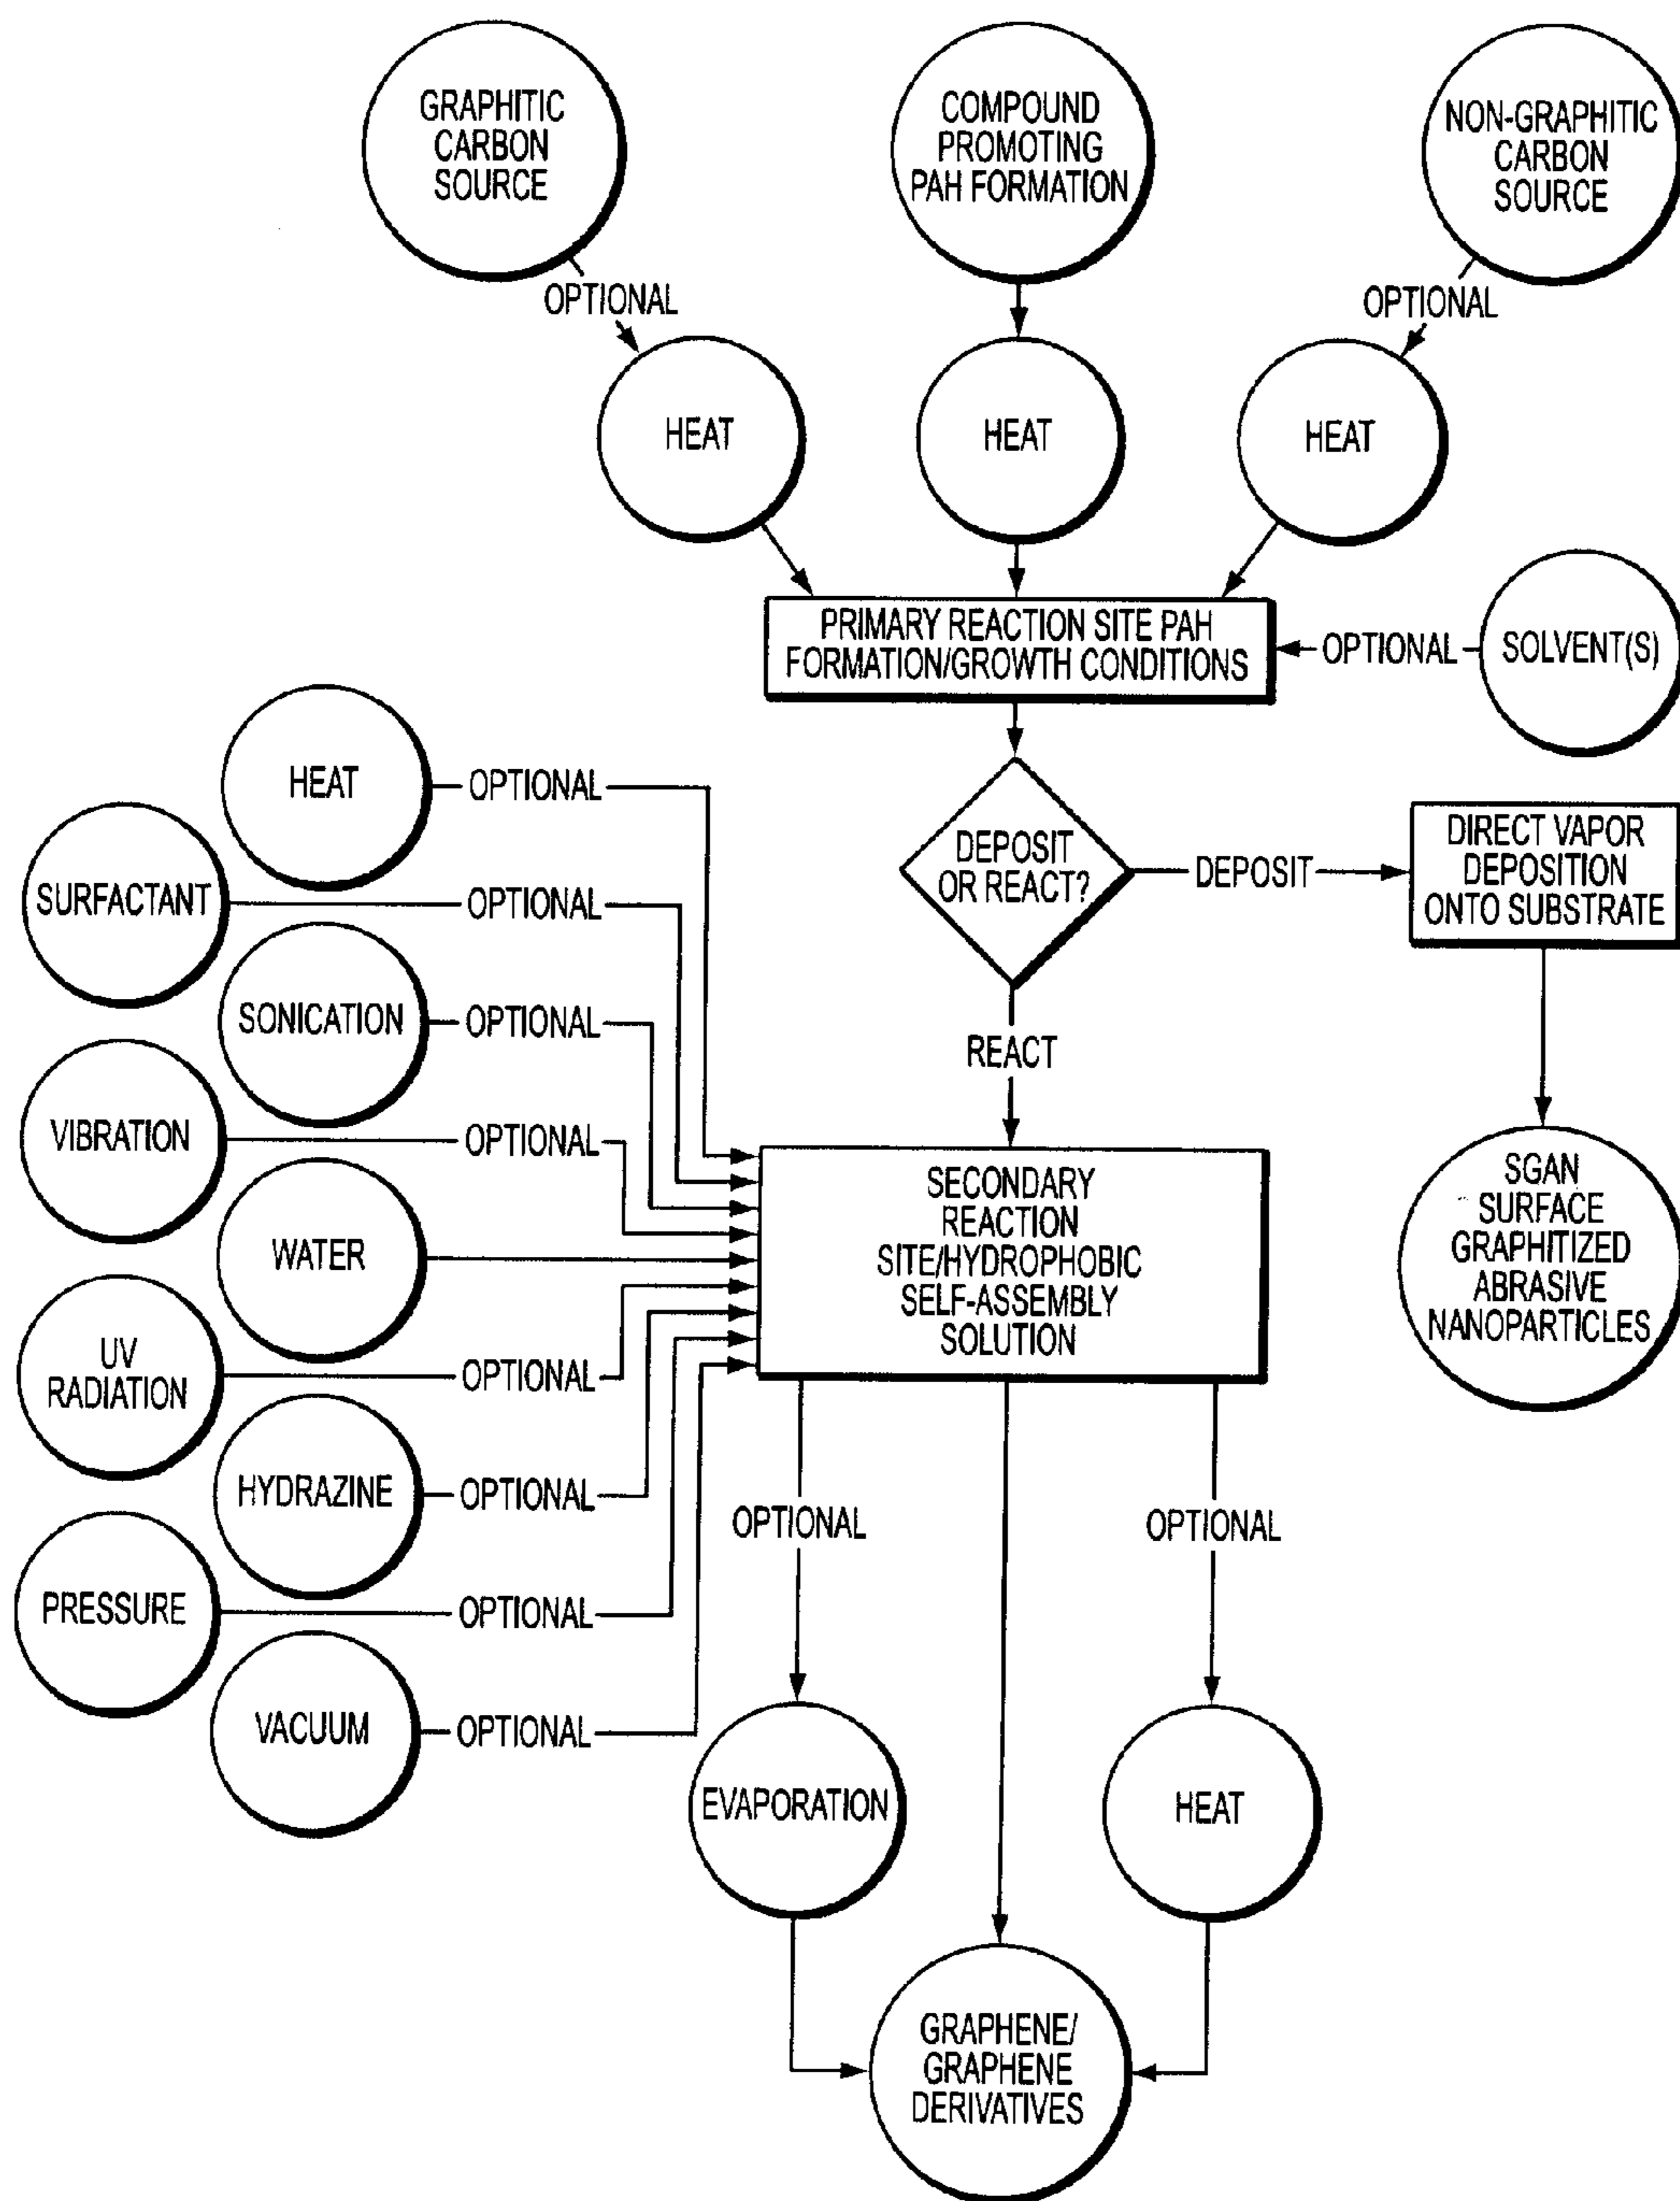 GRAPHITIC
CARBON
SOURCE
COMPOUND
PROMOTING
PAH FORMATION
NON-GRAPHITIC
CARBON
SOURCE
OPTIONAL
OPTIONAL
HEAT
HEAT
HEAT
PRIMARY REACTION SITE PAH
FORMATION/GROWTH CONDITIONS
OPTIONAL
SOLVENT(S)
HEAT
OPTIONAL
SURFACTANT
OPTIONAL
SONICATION
OPTIONAL
VIBRATION
OPTIONAL
WATER
UV
RADIATION
OPTIONAL
HYDRAZINE
OPTIONAL
PRESSURE
OPTIONAL
VACUUM
OPTIONAL
DEPOSIT
OR REACT?
DEPOSIT
DIRECT VAPOR
DEPOSITION
ONTO SUBSTRATE
REACT
SGAN
SURFACE
GRAPHITIZED
ABRASIVE
NANOPARTICLES
SECONDARY
REACTION
SITE/HYDROPHOBIC
SELF-ASSEMBLY
SOLUTION
OPTIONAL
OPTIONAL
EVAPORATION
HEAT
GRAPHENE/
GRAPHENE
DERIVATIVES